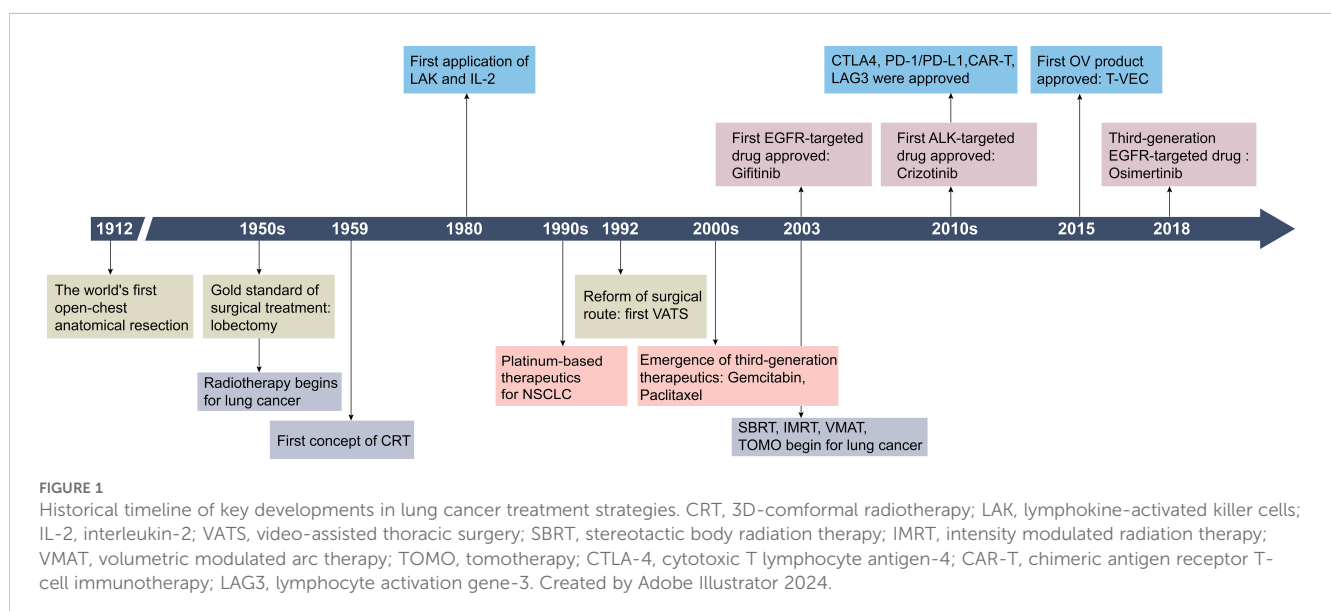 First application of
LAK and IL-2
CTLA4, PD-1/PD-L1,CAR-T,
LAG3 were approved
First OV product
approved: T-VEC
First EGFR-targeted
drug approved:
Gifitinib
First ALK-targeted
drug approved:
Crizotinib
Third-generation
EGFR-targeted drug :
Osimertinib
1912
1950s
1959
1980
1990s
1992
2000s
2003
2010s
2015
2018
The world's first
open-chest
anatomical resection
Gold standard of
surgical treatment:
lobectomy
Reform of surgical
route: first VATS
Radiotherapy begins
for lung cancer
Platinum-based
therapeutics
for NSCLC
Emergence of third-generation
therapeutics: Gemcitabin,
Paclitaxel
First concept of CRT
SBRT, IMRT, VMAT,
TOMO begin for lung cancer
FIGURE 1
Historical timeline of key developments in lung cancer treatment strategies. CRT, 3D-comformal radiotherapy; LAK, lymphokine-activated killer cells;
IL-2, interleukin-2; VATS, video-assisted thoracic surgery; SBRT, stereotactic body radiation therapy; IMRT, intensity modulated radiation therapy;
VMAT, volumetric modulated arc therapy; TOMO, tomotherapy; CTLA-4, cytotoxic T lymphocyte antigen-4; CAR-T, chimeric antigen receptor T-
cell immunotherapy; LAG3, lymphocyte activation gene-3. Created by Adobe Illustrator 2024.